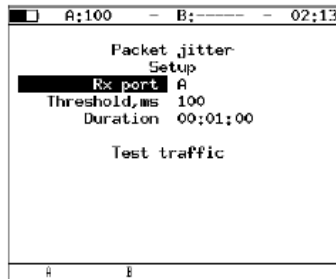 A:100 - B:----- - 02:13
Packet jitter
Setup
Rx port A
Threshold,ms 100
Duration 00:01:00
Test traffic
A B